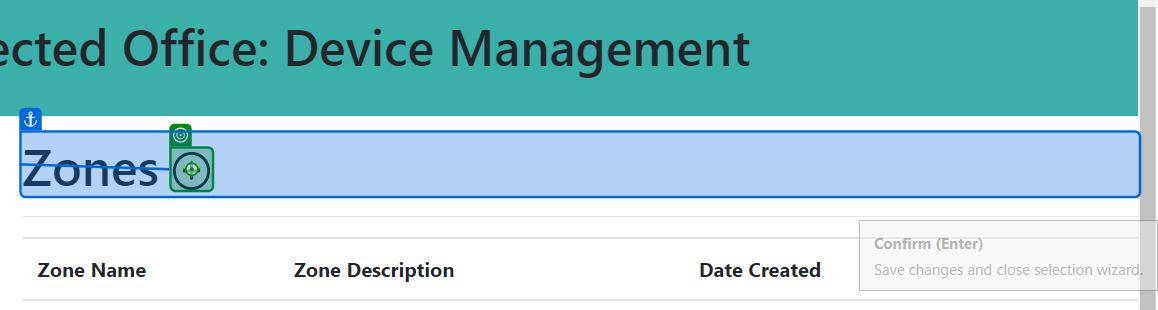 ected Office: Device Management
Zones
Zone Name Zone Description Date Created
Confirm (Enter)
Save changes and close selection wizard.